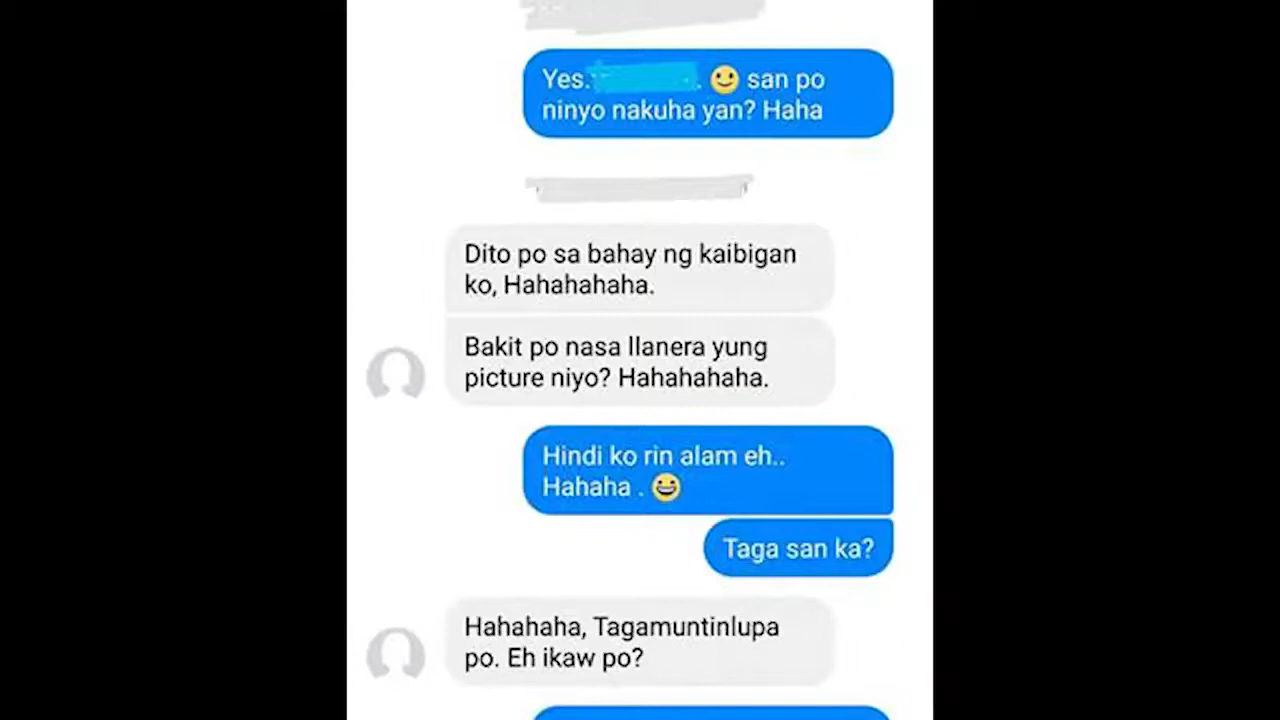 Yes. . 🙂 san po
ninyo nakuha yan? Haha
Dito po sa bahay ng kaibigan
ko, Hahahahaha.
Bakit po nasa llanera yung
picture niyo? Hahahahaha.
Hindi ko rin alam eh..
Hahaha . 😄
Taga san ka?
Hahahaha, Tagamuntinlupa
po. Eh ikaw po?